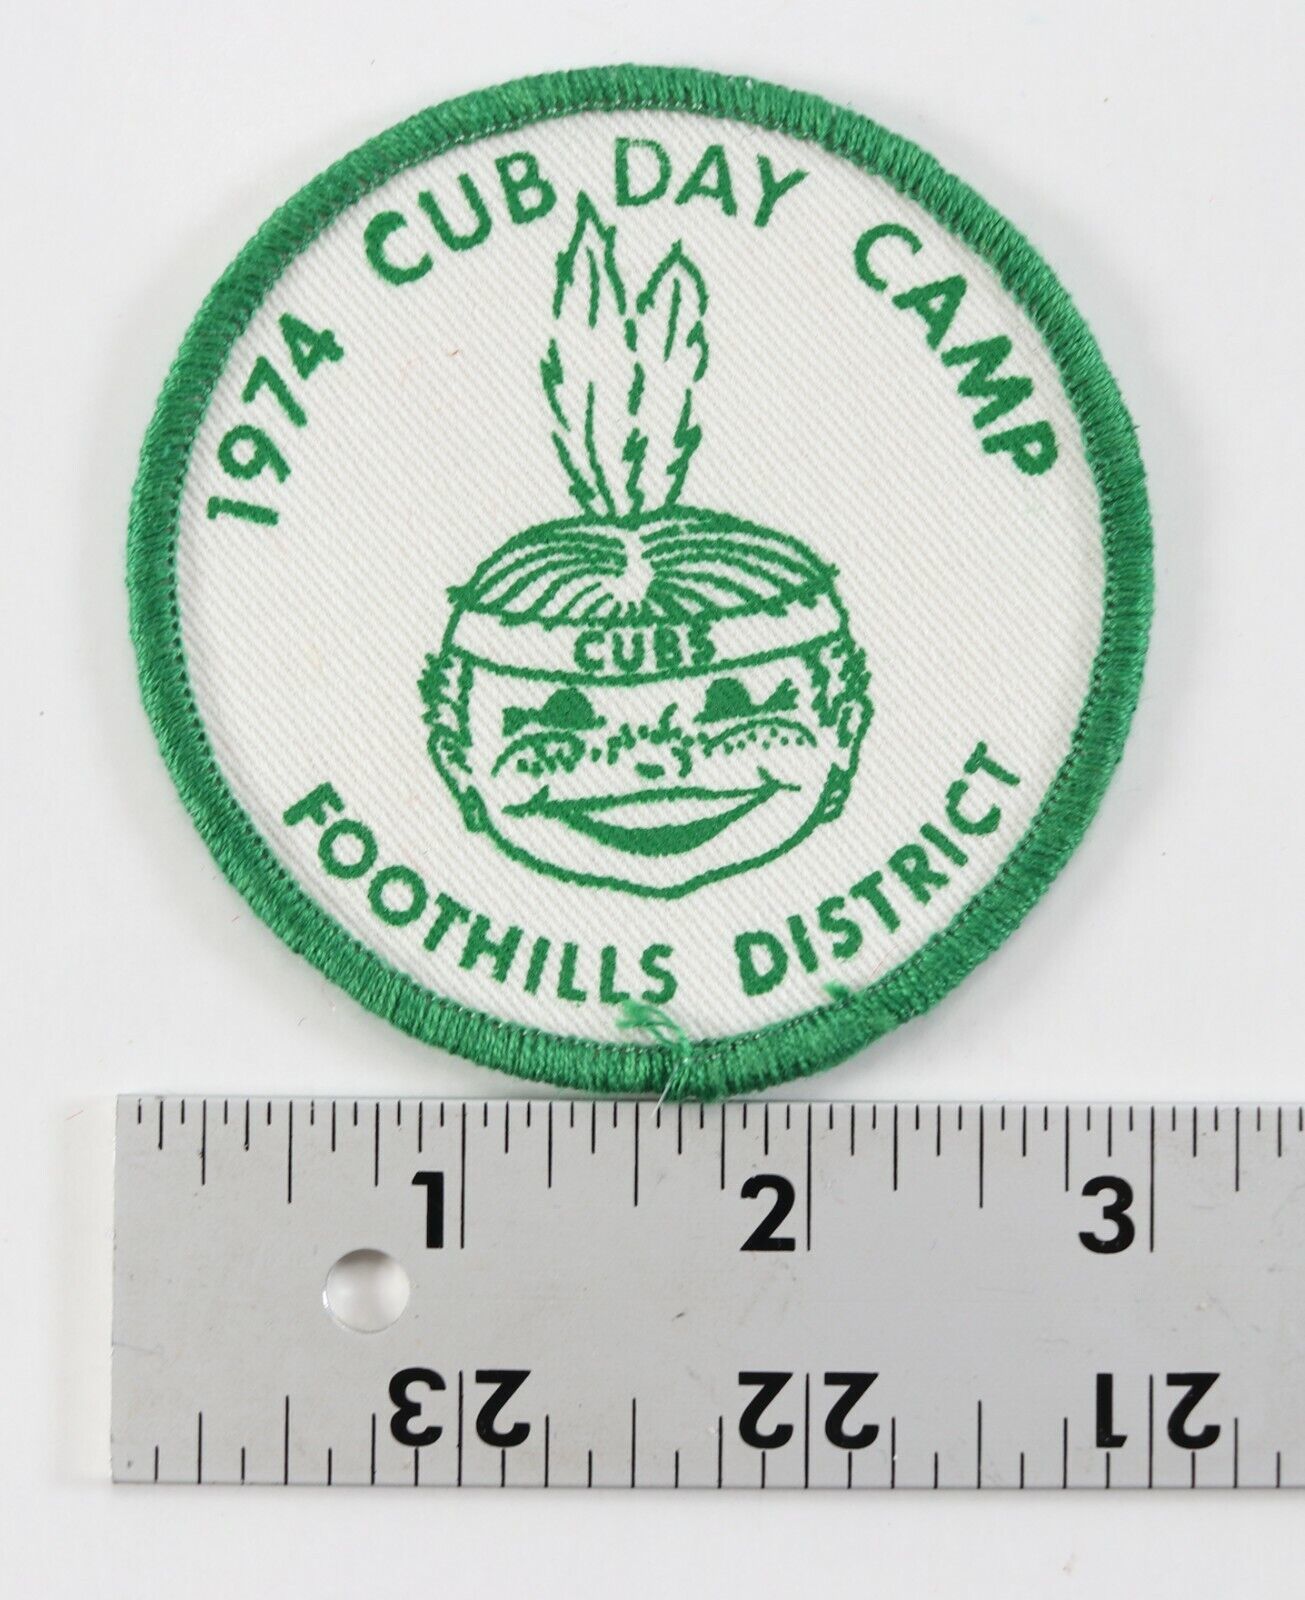 1974 CUB DAY CAMP
CUBS
FOOTHILLS DISTRICT
1 2 3
23 22 21